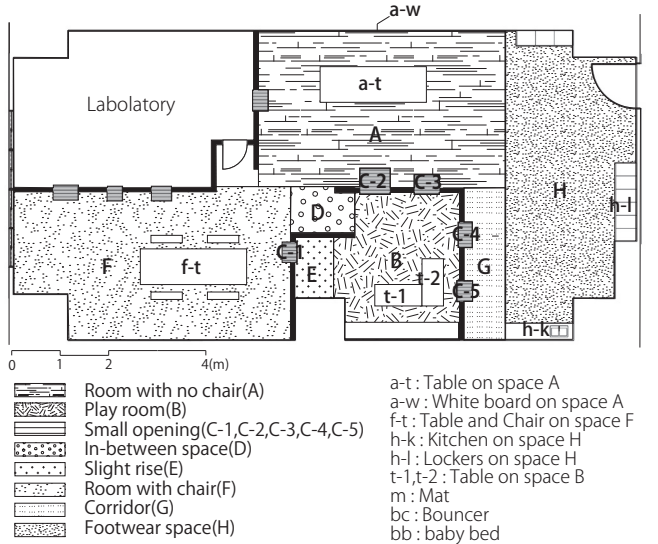 a-w
Labolatory
a-t
A
C-2
C-3
H
h-l
D
C-4
F
f-t
C-1
E
B
t-2
G
t-1
C-5
h-k
0 1 2 4(m)
Room with no chair(A)
Play room(B)
Small opening(C-1,C-2,C-3,C-4,C-5)
In-between space(D)
Slight rise(E)
Room with chair(F)
Corridor(G)
Footwear space(H)
a-t : Table on space A
a-w : White board on space A
f-t : Table and Chair on space F
h-k : Kitchen on space H
h-l : Lockers on space H
t-1,t-2 : Table on space B
m : Mat
bc : Bouncer
bb : baby bed